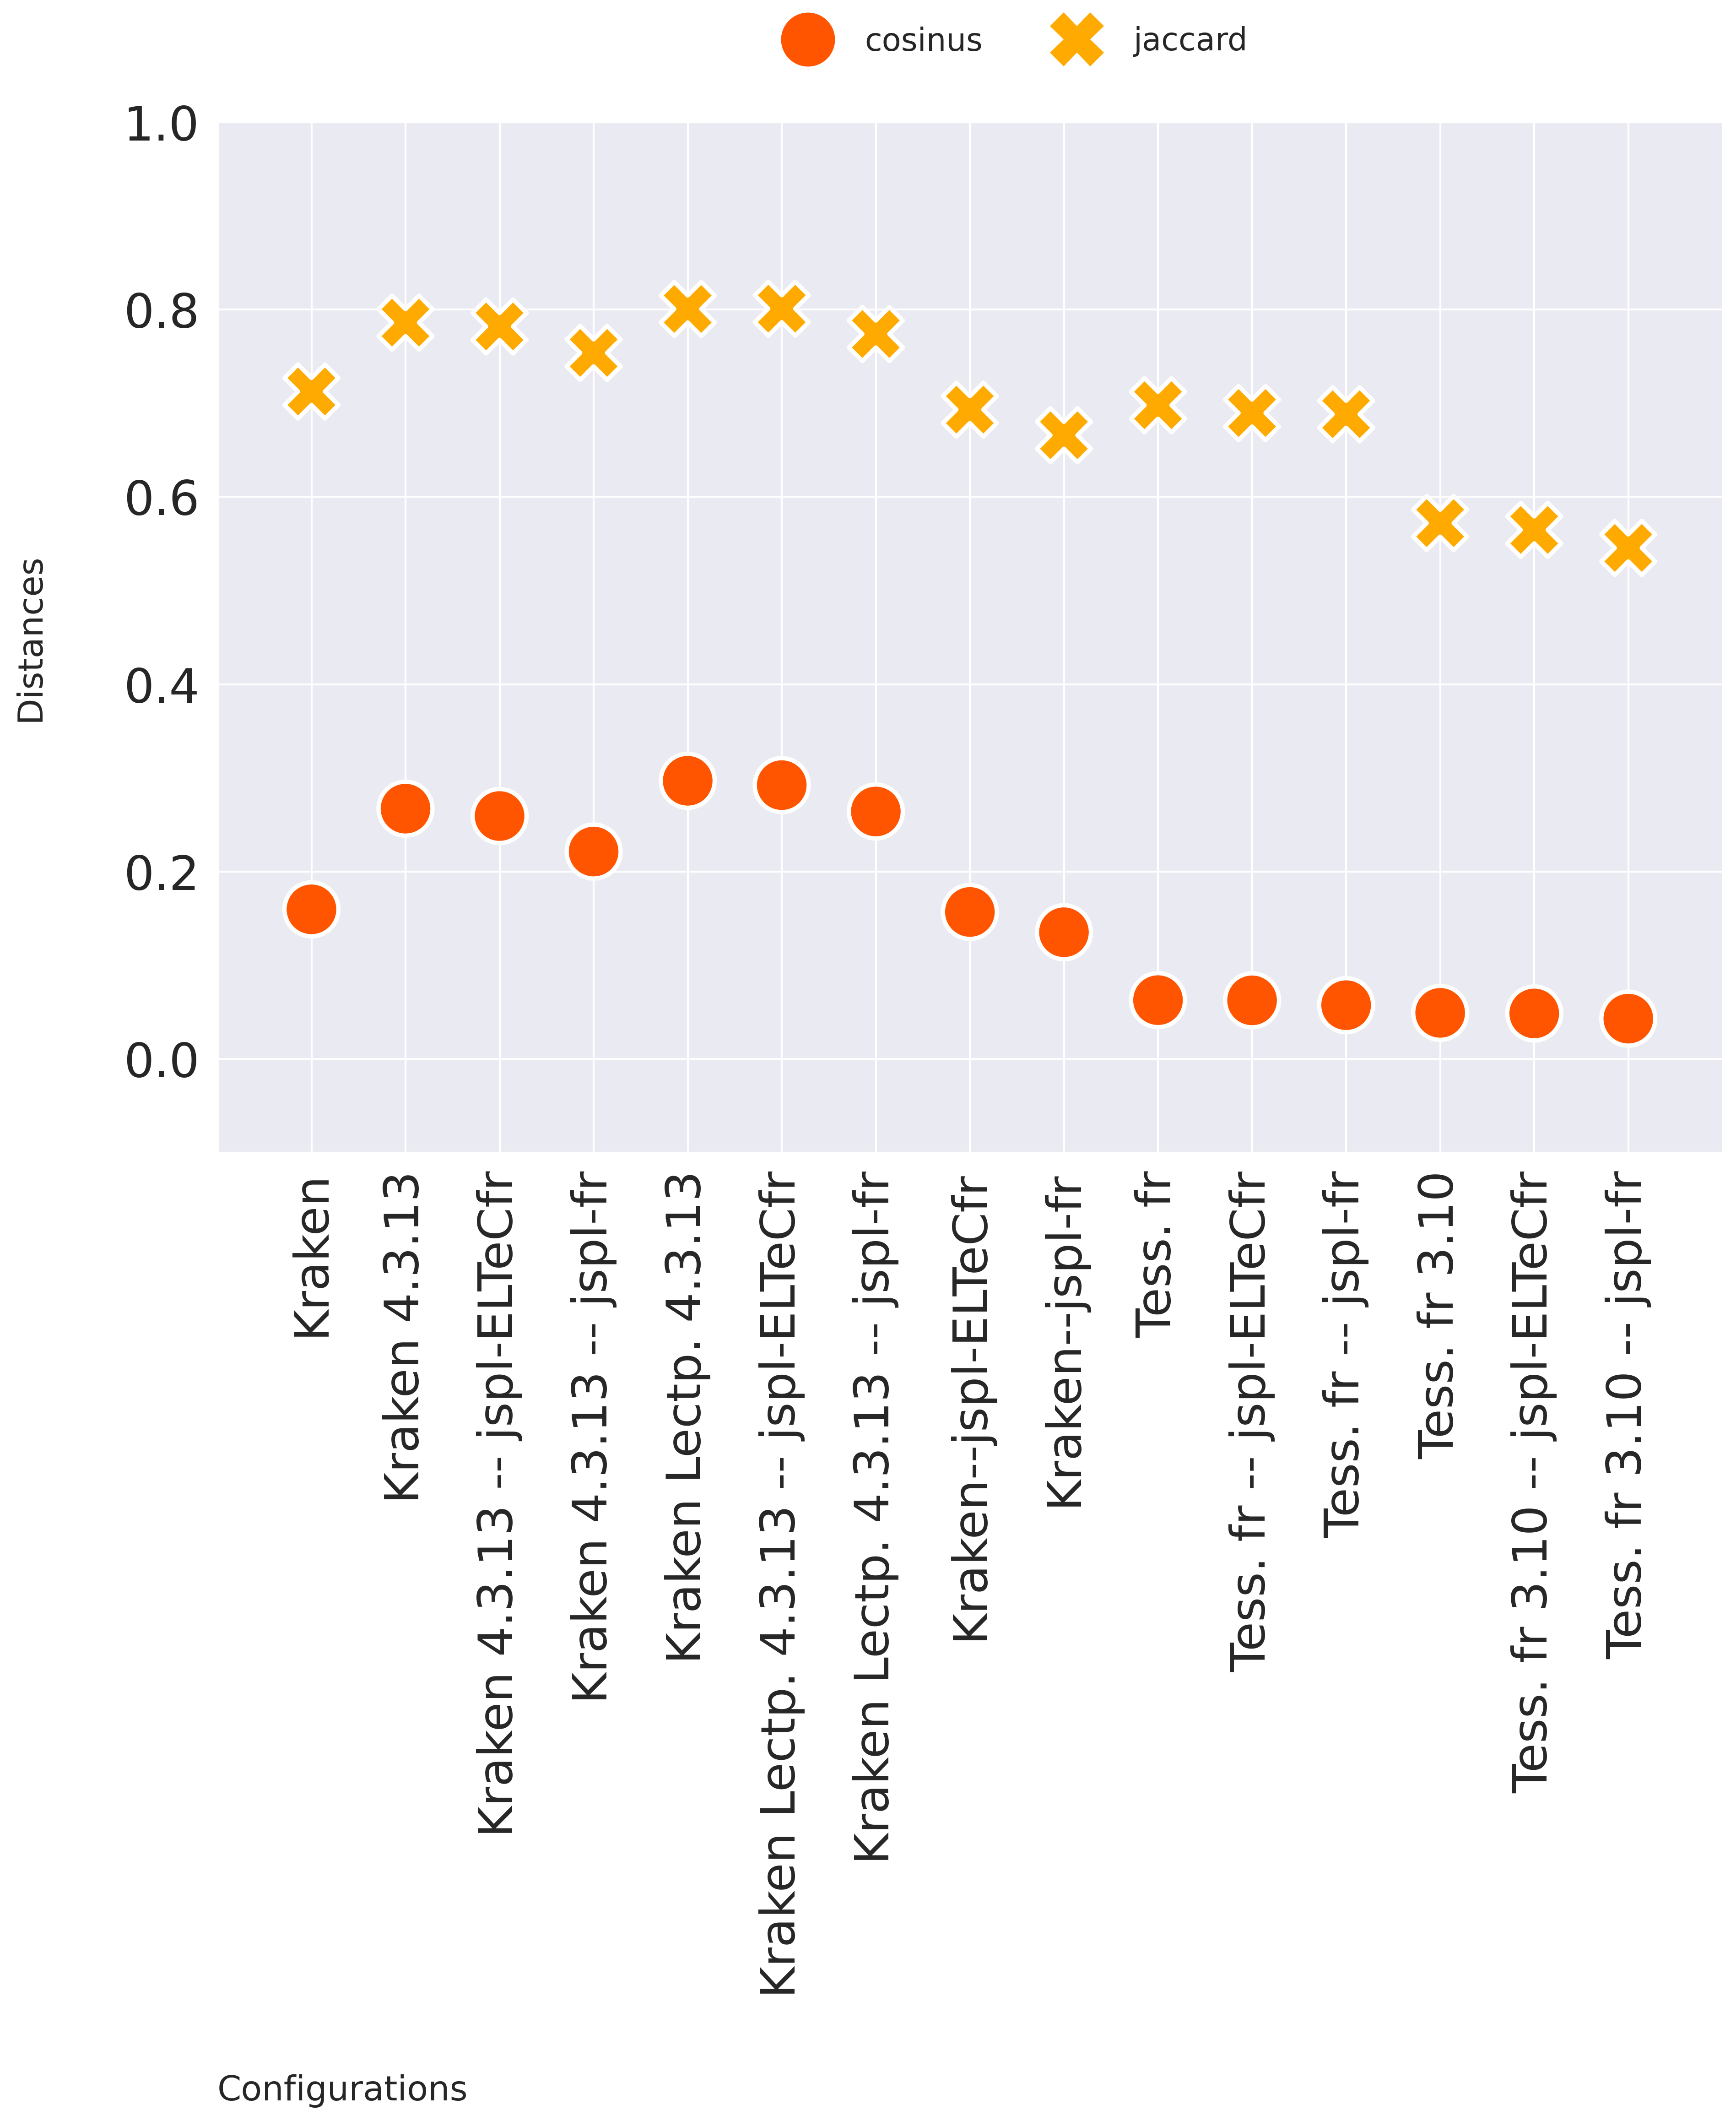 cosinus jaccard
1.0
0.8
0.6
0.4
0.2
0.0
Distances
Kraken
Kraken 4.3.13
Kraken 4.3.13 -- jspl-ELTeCfr
Kraken 4.3.13 -- jspl-fr
Kraken Lectp. 4.3.13
Kraken Lectp. 4.3.13 -- jspl-ELTeCfr
Kraken Lectp. 4.3.13 -- jspl-fr
Kraken--jspl-ELTeCfr
Kraken--jspl-fr
Tess. fr
Tess. fr -- jspl-ELTeCfr
Tess. fr -- jspl-fr
Tess. fr 3.10
Tess. fr 3.10 -- jspl-ELTeCfr
Tess. fr 3.10 -- jspl-fr
Configurations